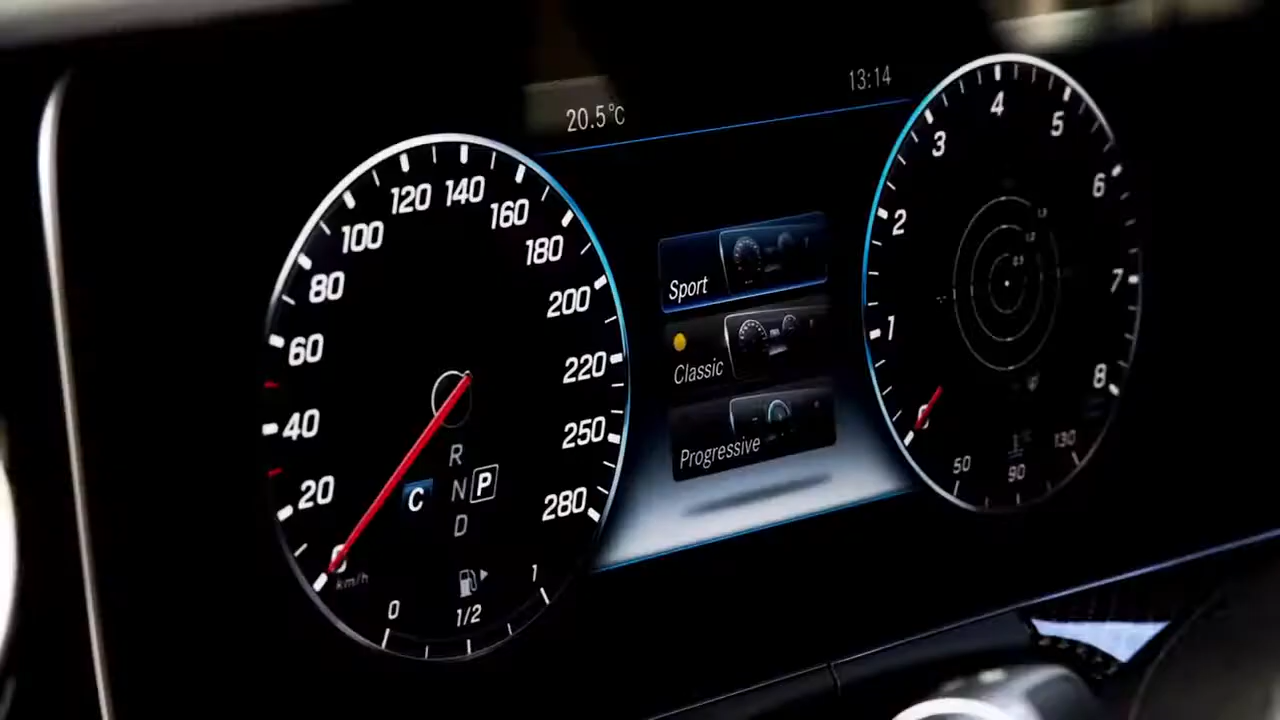 20.5°C
13:14
0
20
40
60
80
100
120
140
160
180
200
220
250
280
km/h
R
C
N
P
D
0
1/2
1
Sport
Classic
Progressive
1
2
3
4
5
6
7
8
50
90
130